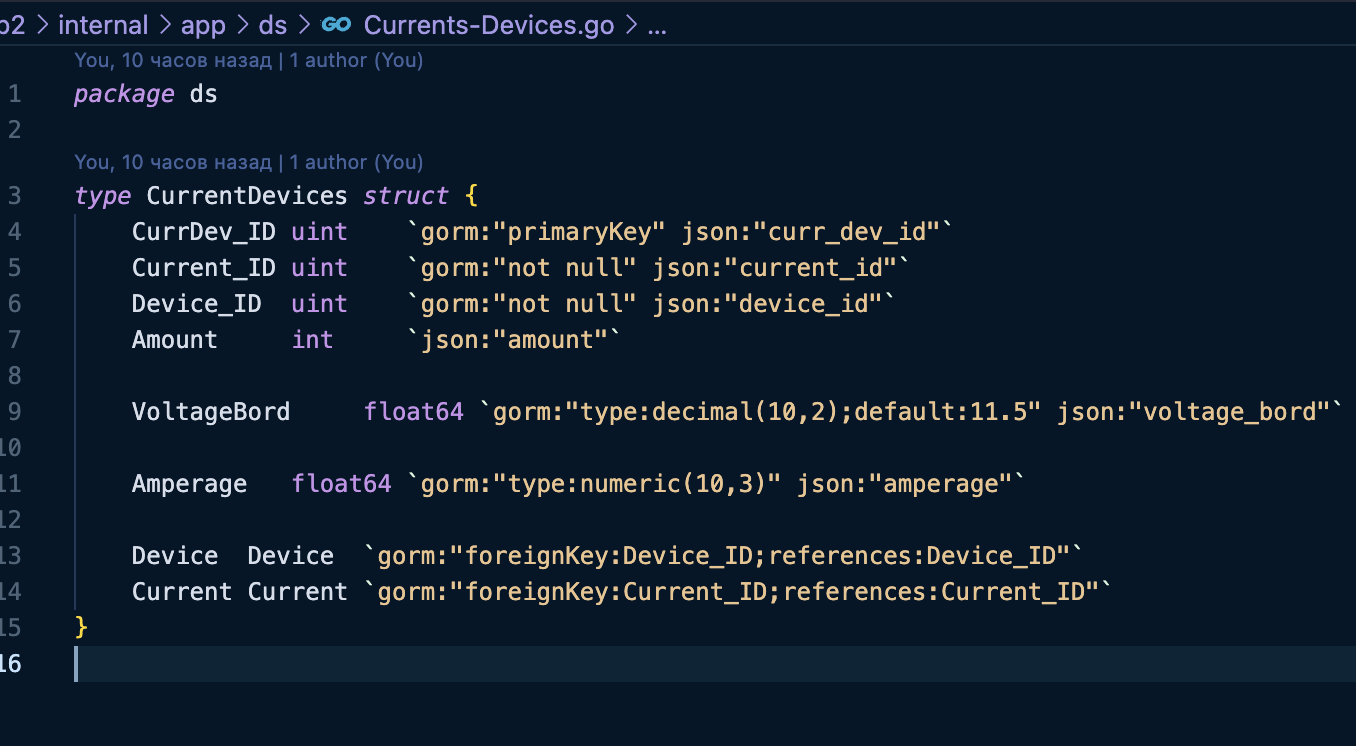 b2 > internal > app > ds > GO Currents-Devices.go > ...
You, 10 часов назад | 1 author (You)
1 package ds
2
You, 10 часов назад | 1 author (You)
3 type CurrentDevices struct {
4 CurrDev_ID uint `gorm:"primaryKey" json:"curr_dev_id"`
5 Current_ID uint `gorm:"not null" json:"current_id"`
6 Device_ID uint `gorm:"not null" json:"device_id"`
7 Amount int `json:"amount"`
8
9 VoltageBord float64 `gorm:"type:decimal(10,2);default:11.5" json:"voltage_bord"`
10
11 Amperage float64 `gorm:"type:numeric(10,3)" json:"amperage"`
12
13 Device Device `gorm:"foreignKey:Device_ID;references:Device_ID"`
14 Current Current `gorm:"foreignKey:Current_ID;references:Current_ID"`
15 }
16